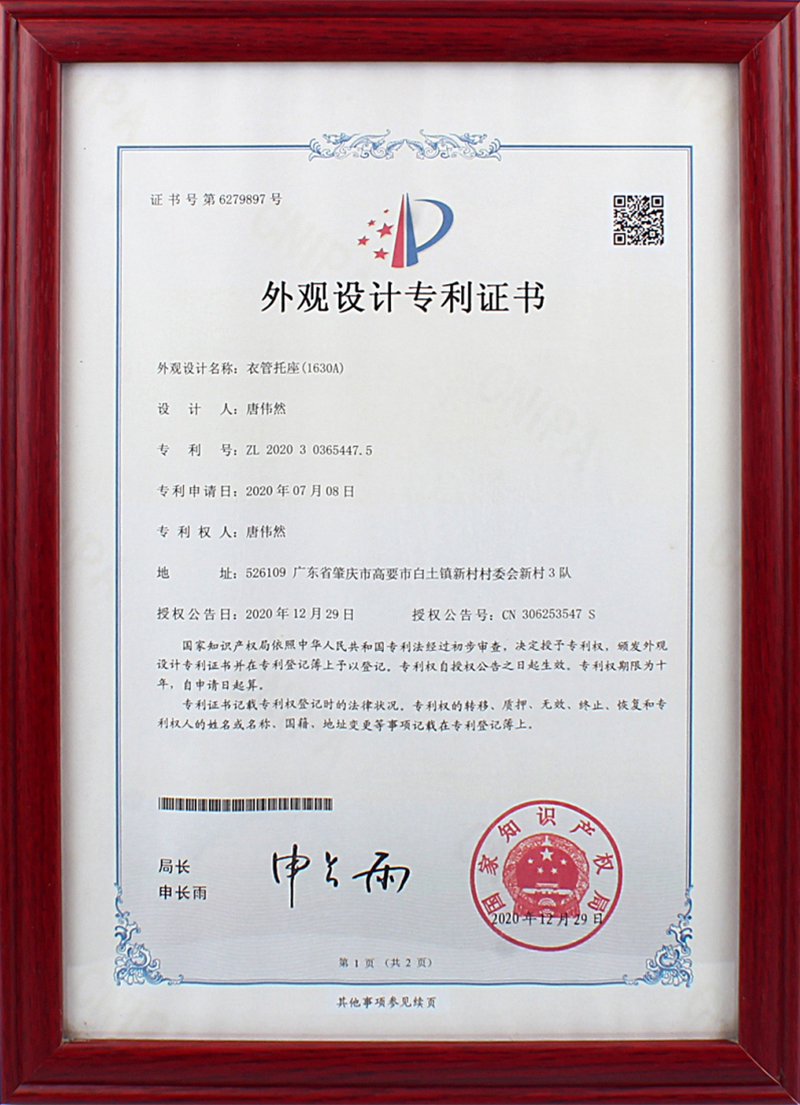 证书号第6279897号
外观设计专利证书
外观设计名称：衣管托座(1630A)
设计人：唐伟然
专利号：ZL 2020 3 0365447.5
专利申请日：2020年07月08日
专利权人：唐伟然
地址：526109 广东省肇庆市高要市白土镇新村村委会新村3队
授权公告日：2020年12月29日 授权公告号：CN 306253547 S
国家知识产权局依照中华人民共和国专利法经过初步审查，决定授予专利权，颁发外观
设计专利证书并在专利登记簿上予以登记。专利权自授权公告之日起生效。专利权期限为十
年，自申请日起算。
专利证书记载专利权登记时的法律状况。专利权的转移、质押、无效、终止、恢复和专
利权人的姓名或名称、国籍、地址变更等事项记载在专利登记簿上。
局长
申长雨
申长雨
国家知识产权局
2020年12月29日
第1页（共2页）
其他事项参见续页